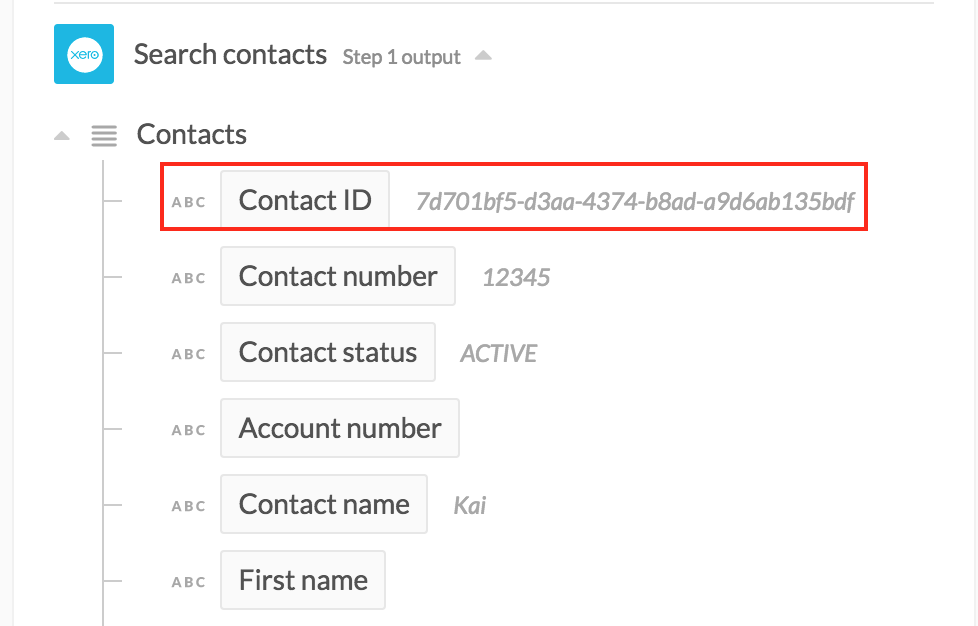 xero
Search contacts Step 1 output
Contacts
ABC Contact ID 7d701bf5-d3aa-4374-b8ad-a9d6ab135bdf
ABC Contact number 12345
ABC Contact status ACTIVE
ABC Account number
ABC Contact name Kai
ABC First name